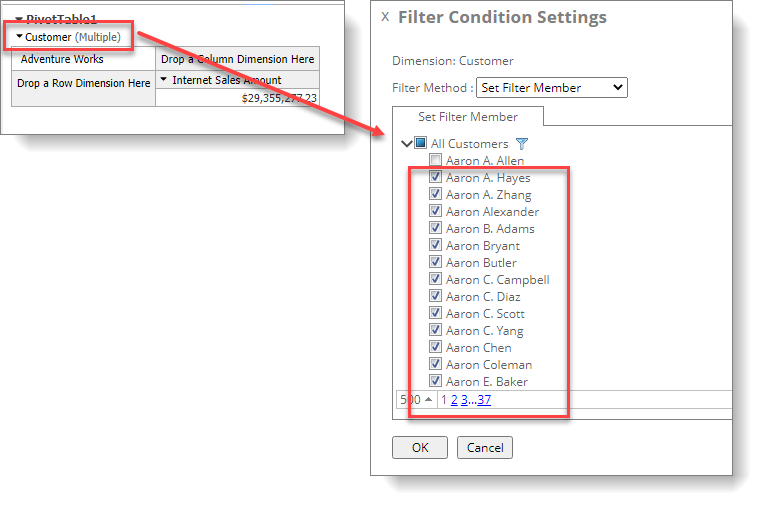 PivotTable1
Customer (Multiple)
Adventure Works Drop a Column Dimension Here
Drop a Row Dimension Here Internet Sales Amount
$29,355,277.23
x Filter Condition Settings
Dimension: Customer
Filter Method : Set Filter Member
Set Filter Member
All Customers
Aaron A. Allen
Aaron A. Hayes
Aaron A. Zhang
Aaron Alexander
Aaron B. Adams
Aaron Bryant
Aaron Butler
Aaron C. Campbell
Aaron C. Diaz
Aaron C. Scott
Aaron C. Yang
Aaron Chen
Aaron Coleman
Aaron E. Baker
500 1 2 3...37
OK Cancel